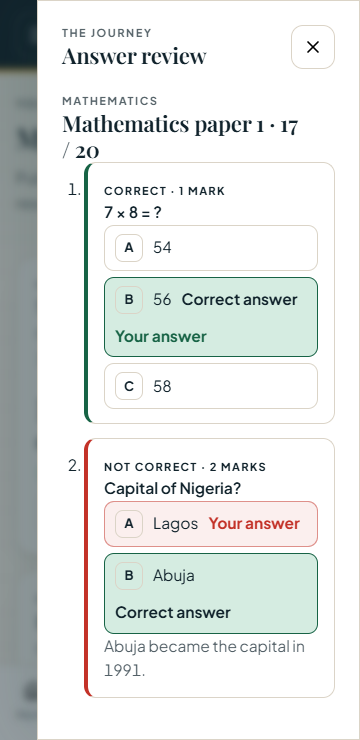 THE JOURNEY
Answer review
MATHEMATICS
Mathematics paper 1 · 17
/ 20
1.
CORRECT · 1 MARK
7 × 8 = ?
A 54
B 56 Correct answer
Your answer
C 58
2.
NOT CORRECT · 2 MARKS
Capital of Nigeria?
A Lagos Your answer
B Abuja
Correct answer
Abuja became the capital in
1991.